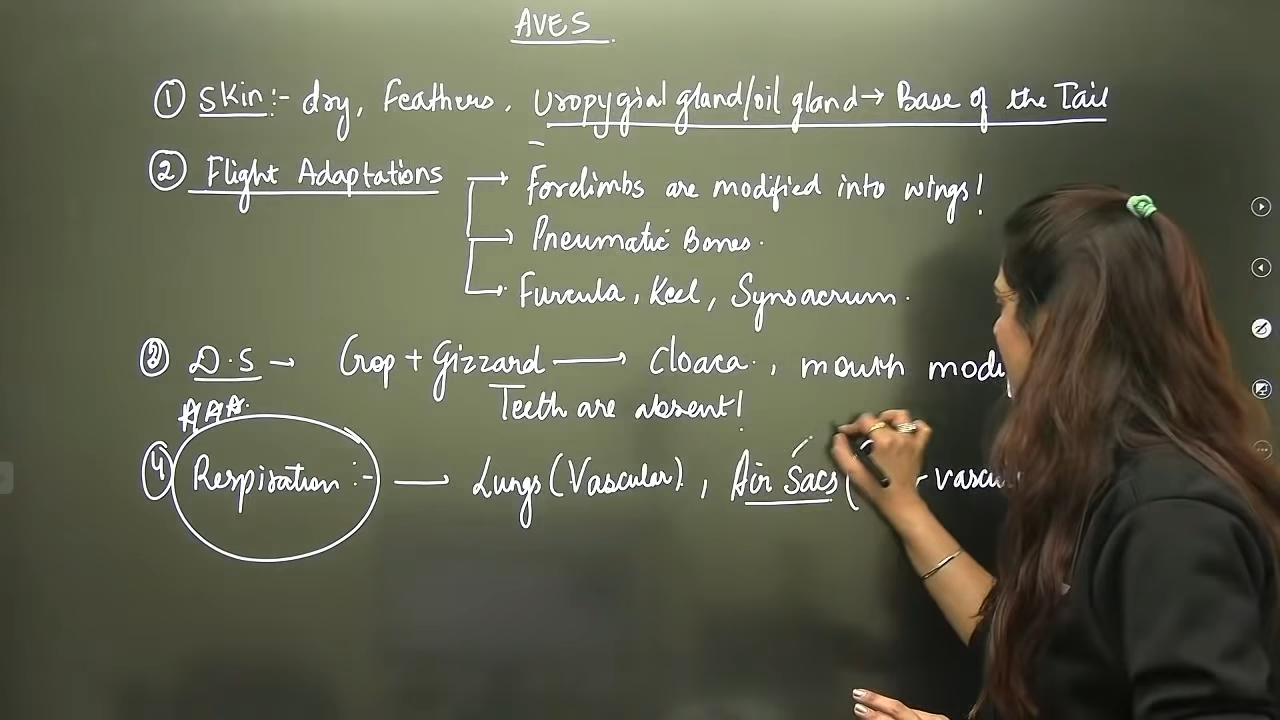 AVES
① Skin:- dry, Feathers, Uropygial gland/oil gland → Base of the Tail
② Flight Adaptations → Forelimbs are modified into wings!
→ Pneumatic Bones.
→ Furcula, Keel, Synsacrum.
③ D.S → Crop + Gizzard → Cloaca., mouth
Teeth are absent!
④ Respiration:- → Lungs (Vascular), Air Sacs (